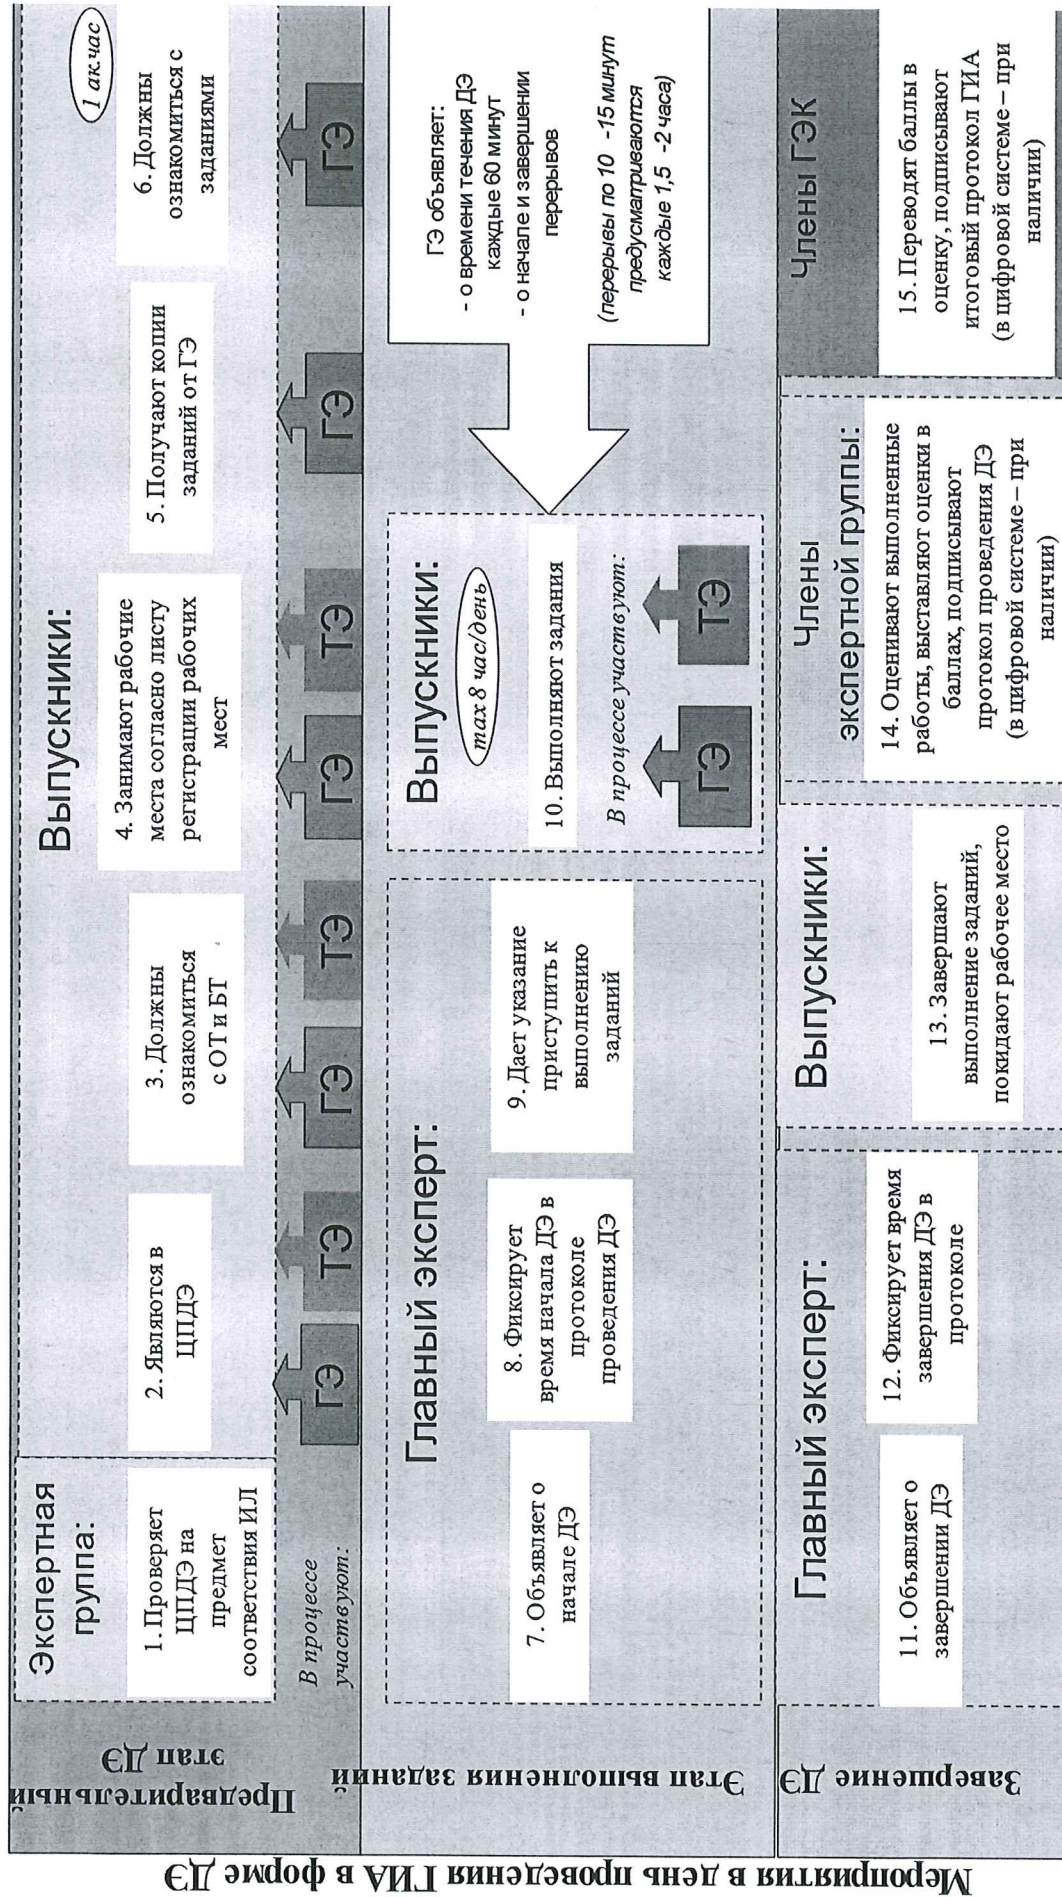 Мероприятия в день проведения ГИА в форме ДЭ
Предварительный
этап ДЭ
Экспертная
группа:
1. Проверяет
ЦПДЭ на
предмет
соответствия ИЛ
Выпускники:
2. Являются в
ЦПДЭ
3. Должны
ознакомиться
с ОТ и БТ
4. Занимают рабочие
места согласно листу
регистрации рабочих
мест
5. Получают копии
заданий от ГЭ
1 ак.час
6. Должны
ознакомиться с
заданиями
В процессе
участвуют:
ГЭ
ТЭ
ГЭ
ТЭ
ГЭ
ТЭ
ГЭ
ГЭ
Этап выполнения заданий
Главный эксперт:
7. Объявляет о
начале ДЭ
8. Фиксирует
время начала ДЭ в
протоколе
проведения ДЭ
9. Дает указание
приступить к
выполнению
заданий
Выпускники:
max 8 час/день
10. Выполняют задания
В процессе участвуют:
ГЭ
ТЭ
ГЭ объявляет:
- о времени течения ДЭ
каждые 60 минут
- о начале и завершении
перерывов
(перерывы по 10 -15 минут
предусматриваются
каждые 1,5 -2 часа)
Завершение ДЭ
Главный эксперт:
11. Объявляет о
завершении ДЭ
12. Фиксирует время
завершения ДЭ в
протоколе
Выпускники:
13. Завершают
выполнение заданий,
покидают рабочее место
Члены
экспертной группы:
14. Оценивают выполненные
работы, выставляют оценки в
баллах, подписывают
протокол проведения ДЭ
(в цифровой системе – при
наличии)
Члены ГЭК
15. Переводят баллы в
оценку, подписывают
итоговый протокол ГИА
(в цифровой системе – при
наличии)